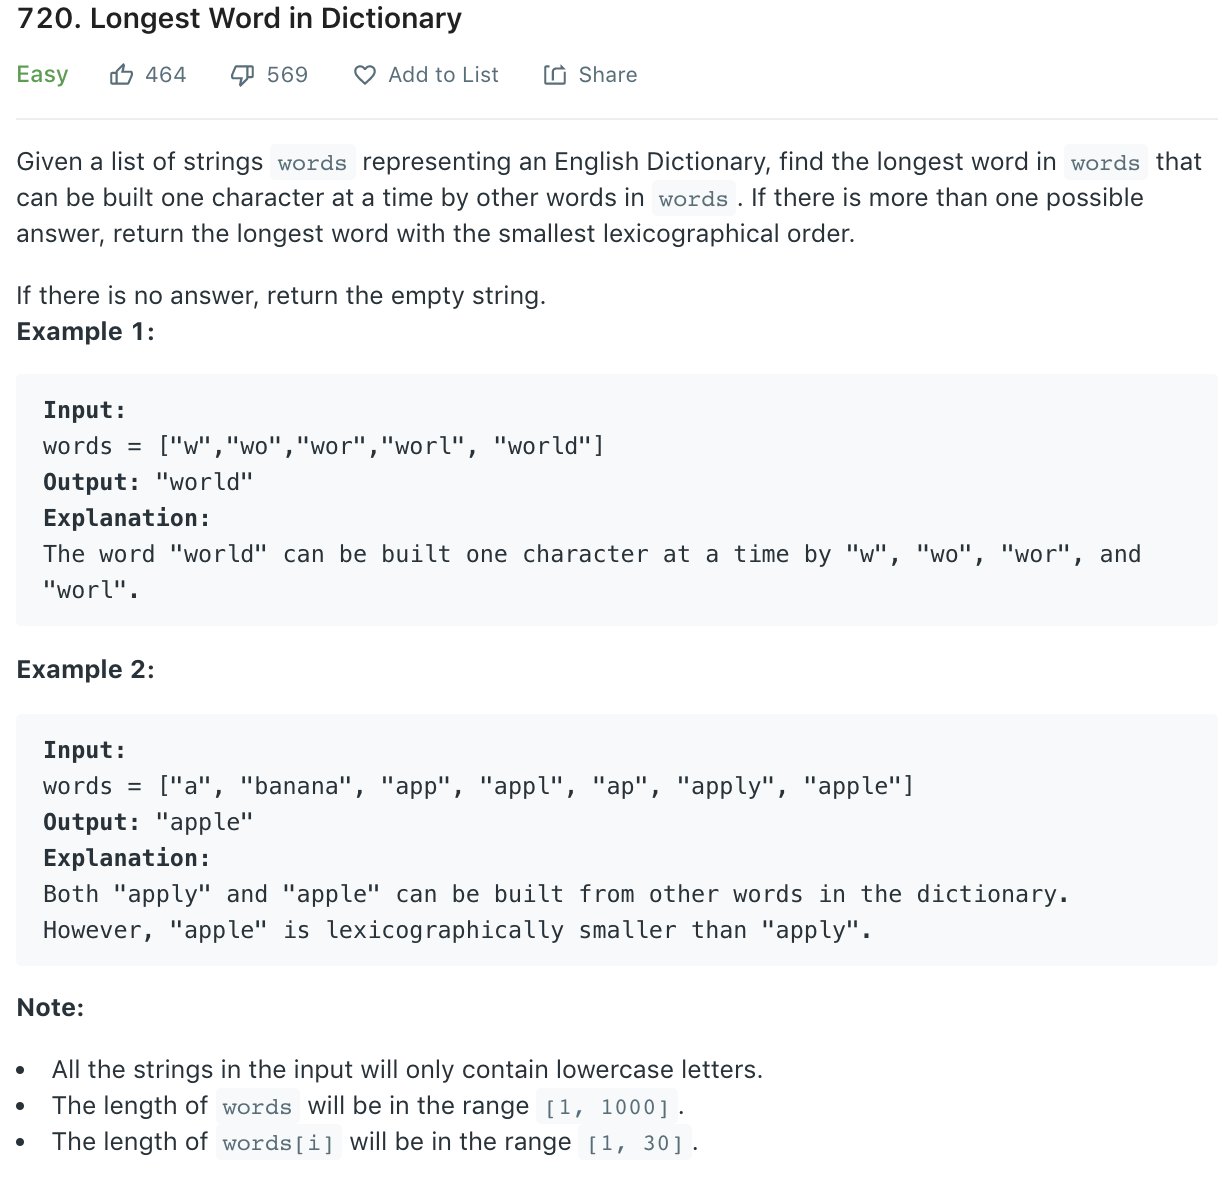 720. Longest Word in Dictionary
Easy 464 569 Add to List Share
Given a list of strings words representing an English Dictionary, find the longest word in words that
can be built one character at a time by other words in words. If there is more than one possible
answer, return the longest word with the smallest lexicographical order.
If there is no answer, return the empty string.
Example 1:
Input:
words = ["w","wo","wor","worl", "world"]
Output: "world"
Explanation:
The word "world" can be built one character at a time by "w", "wo", "wor", and
"worl".
Example 2:
Input:
words = ["a", "banana", "app", "appl", "ap", "apply", "apple"]
Output: "apple"
Explanation:
Both "apply" and "apple" can be built from other words in the dictionary.
However, "apple" is lexicographically smaller than "apply".
Note:
• All the strings in the input will only contain lowercase letters.
• The length of words will be in the range [1, 1000].
• The length of words[i] will be in the range [1, 30].